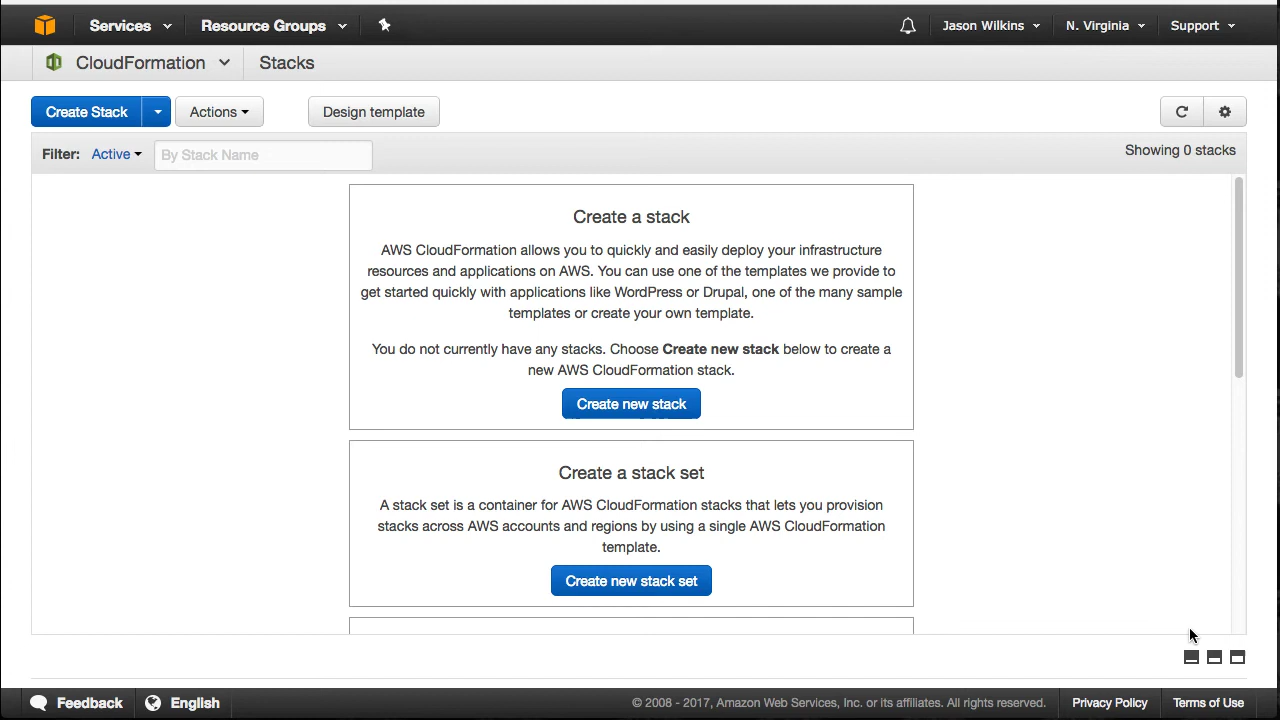 Services Resource Groups Jason Wilkins N. Virginia Support
CloudFormation Stacks
Create Stack Actions Design template
Filter: Active By Stack Name Showing 0 stacks
Create a stack
AWS CloudFormation allows you to quickly and easily deploy your infrastructure
resources and applications on AWS. You can use one of the templates we provide to
get started quickly with applications like WordPress or Drupal, one of the many sample
templates or create your own template.
You do not currently have any stacks. Choose Create new stack below to create a
new AWS CloudFormation stack.
Create new stack
Create a stack set
A stack set is a container for AWS CloudFormation stacks that lets you provision
stacks across AWS accounts and regions by using a single AWS CloudFormation
template.
Create new stack set
Feedback English © 2008 - 2017, Amazon Web Services, Inc. or its affiliates. All rights reserved. Privacy Policy Terms of Use